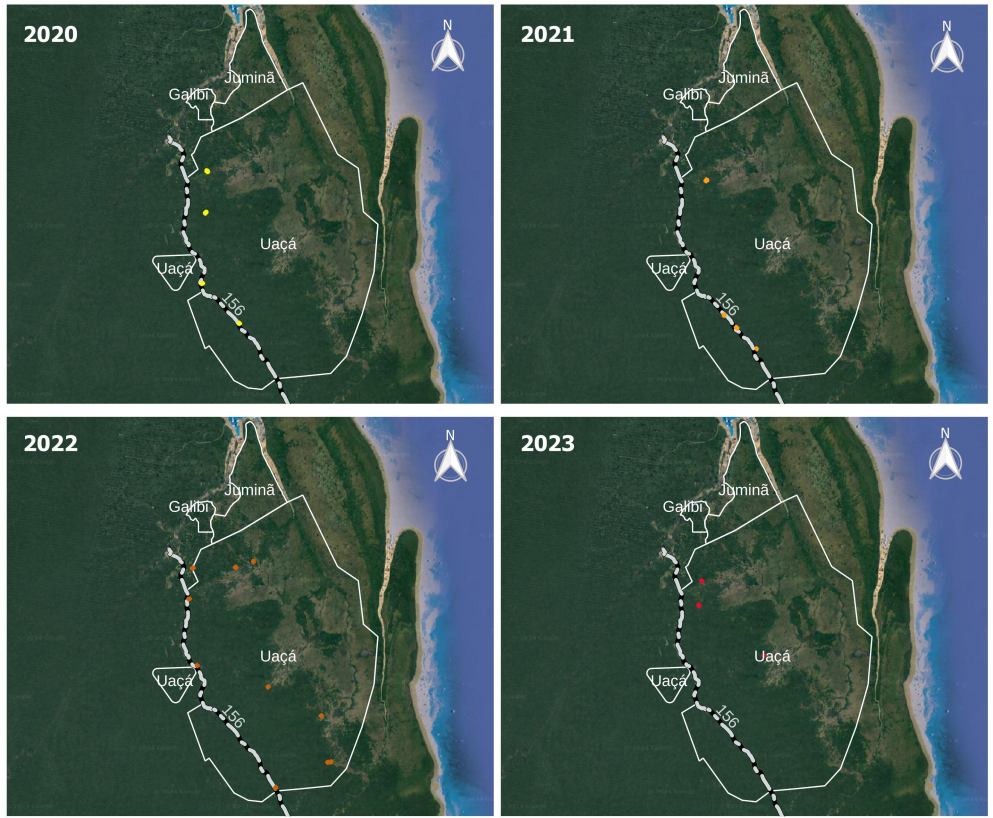 2020
N
Juminã
Galibi
Uaçá
Uaçá
156
2021
N
Juminã
Galibi
Uaçá
Uaçá
156
2022
N
Juminã
Galibi
Uaçá
Uaçá
156
2023
N
Juminã
Galibi
Uaçá
Uaçá
156